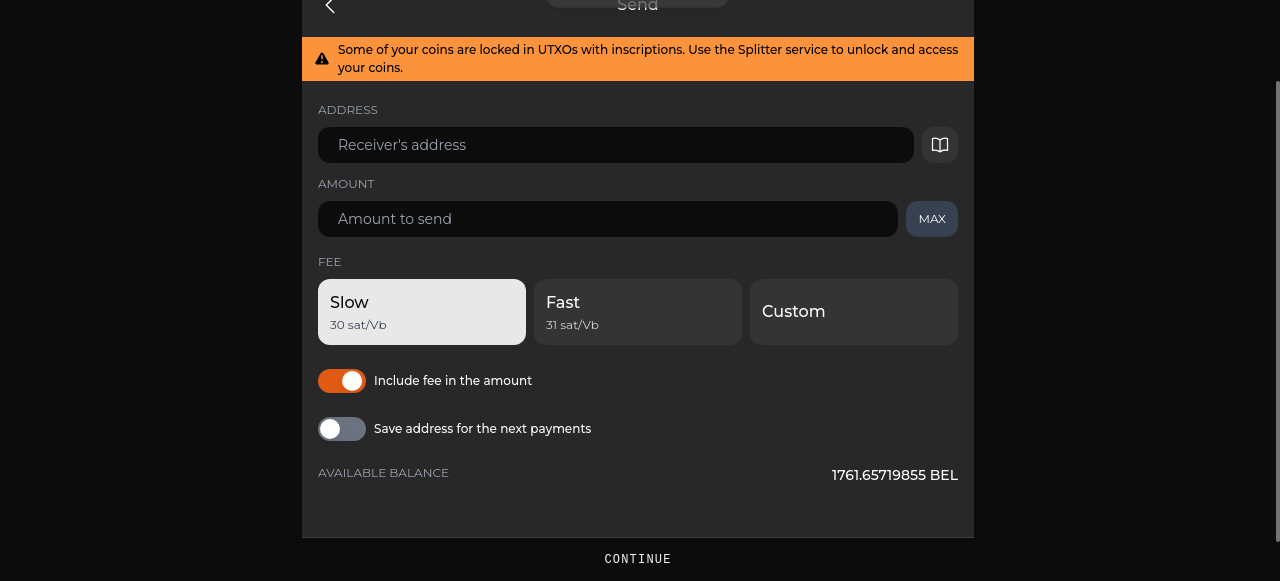 Send
Some of your coins are locked in UTXOs with inscriptions. Use the Splitter service to unlock and access
your coins.
ADDRESS
Receiver's address
AMOUNT
Amount to send
MAX
FEE
Slow
30 sat/Vb
Fast
31 sat/Vb
Custom
Include fee in the amount
Save address for the next payments
AVAILABLE BALANCE
1761.65719855 BEL
CONTINUE